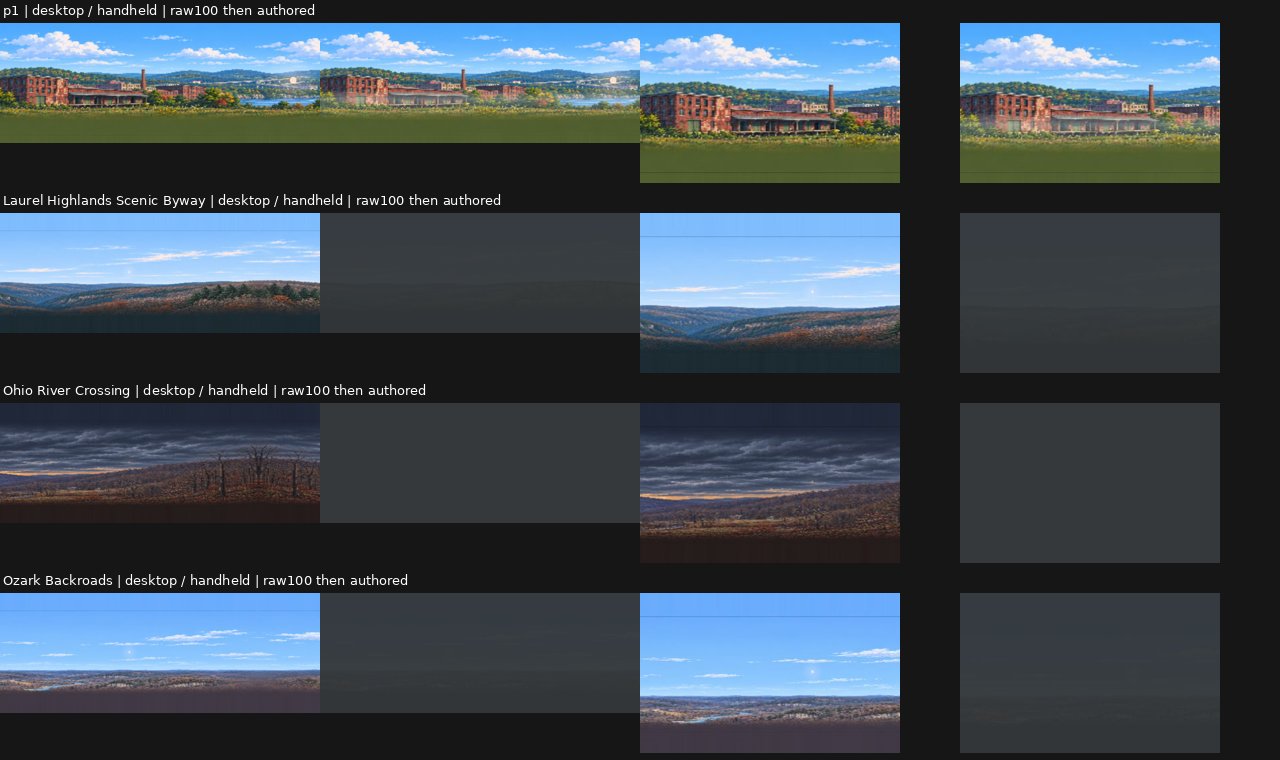 p1 | desktop / handheld | raw100 then authored
Laurel Highlands Scenic Byway | desktop / handheld | raw100 then authored
Ohio River Crossing | desktop / handheld | raw100 then authored
Ozark Backroads | desktop / handheld | raw100 then authored